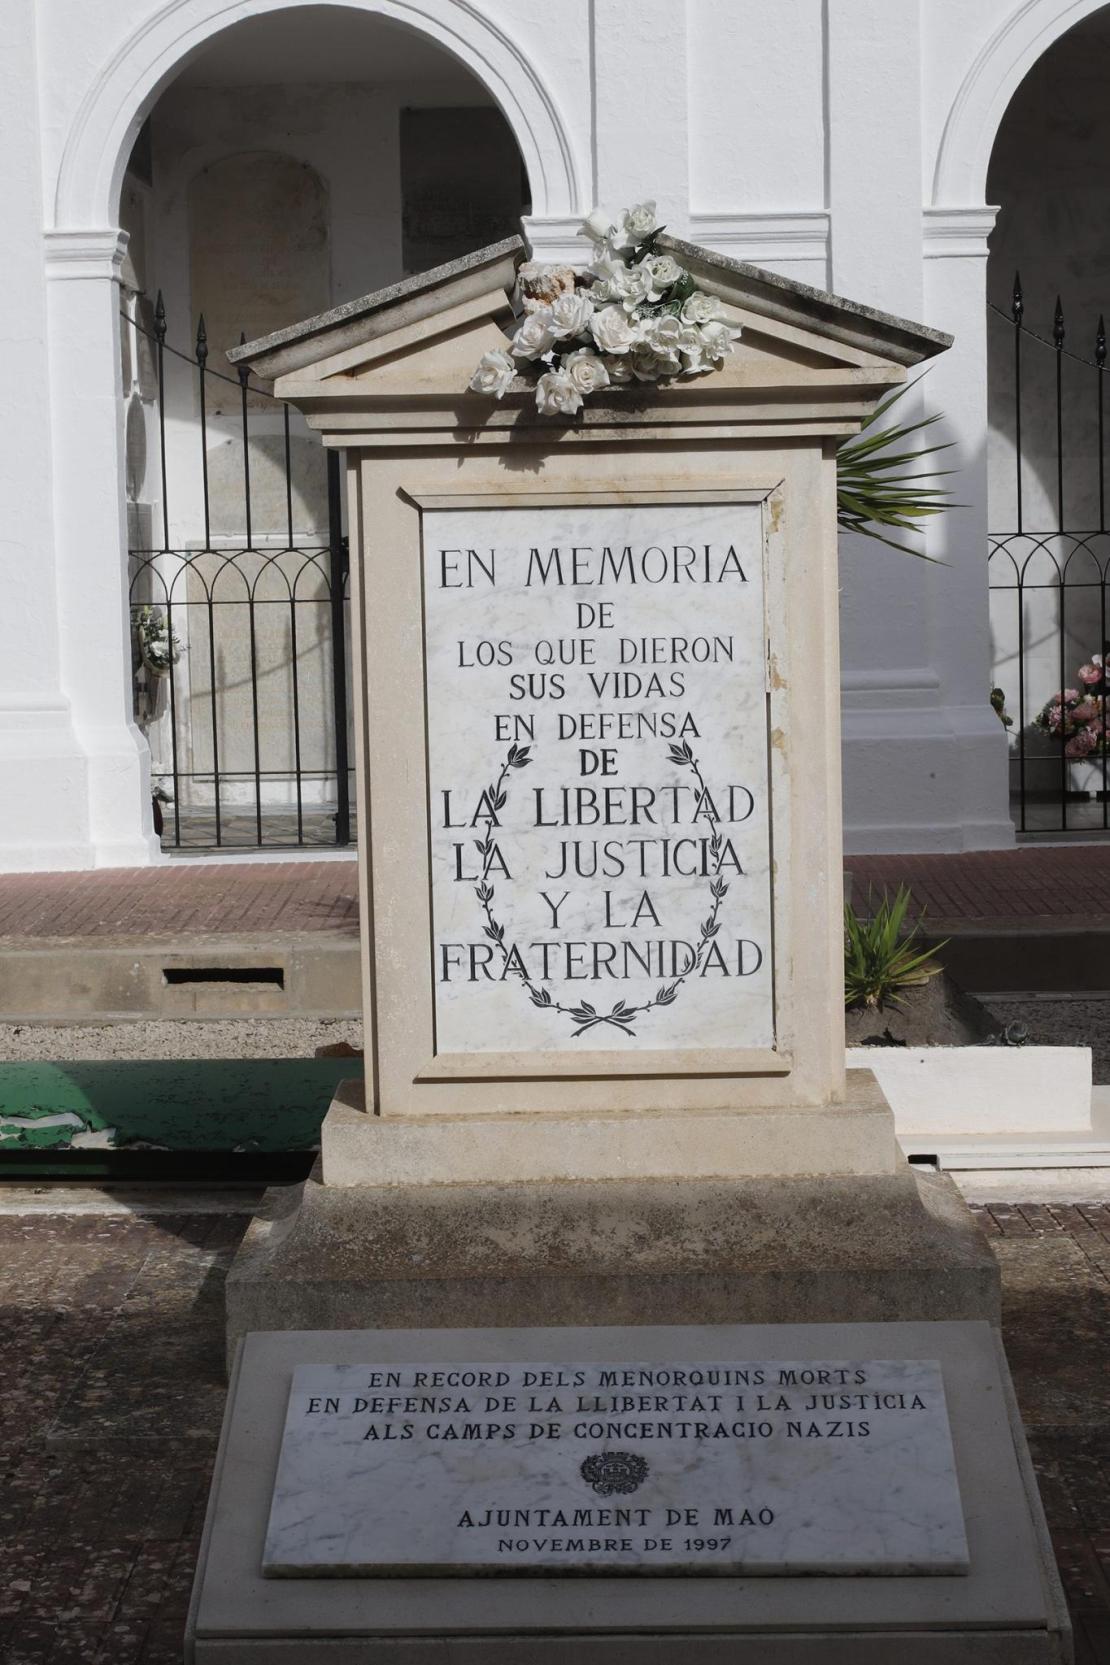 EN MEMORIA
DE
LOS QUE DIERON
SUS VIDAS
EN DEFENSA
DE
LA LIBERTAD
LA JUSTICIA
Y LA
FRATERNIDAD
EN RECORD DELS MENORQUINS MORTS
EN DEFENSA DE LA LLIBERTAT I LA JUSTÍCIA
ALS CAMPS DE CONCENTRACIO NAZIS
AJUNTAMENT DE MAÓ
NOVEMBRE DE 1997